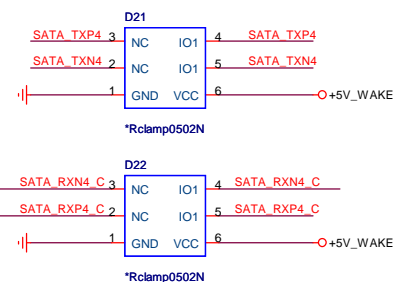 D21
SATA_TXP4 3 NC IO1 4 SATA_TXP4
SATA_TXN4 2 NC IO1 5 SATA_TXN4
1 GND VCC 6 +5V_WAKE
*Rclamp0502N
D22
SATA_RXN4_C 3 NC IO1 4 SATA_RXN4_C
SATA_RXP4_C 2 NC IO1 5 SATA_RXP4_C
1 GND VCC 6 +5V_WAKE
*Rclamp0502N